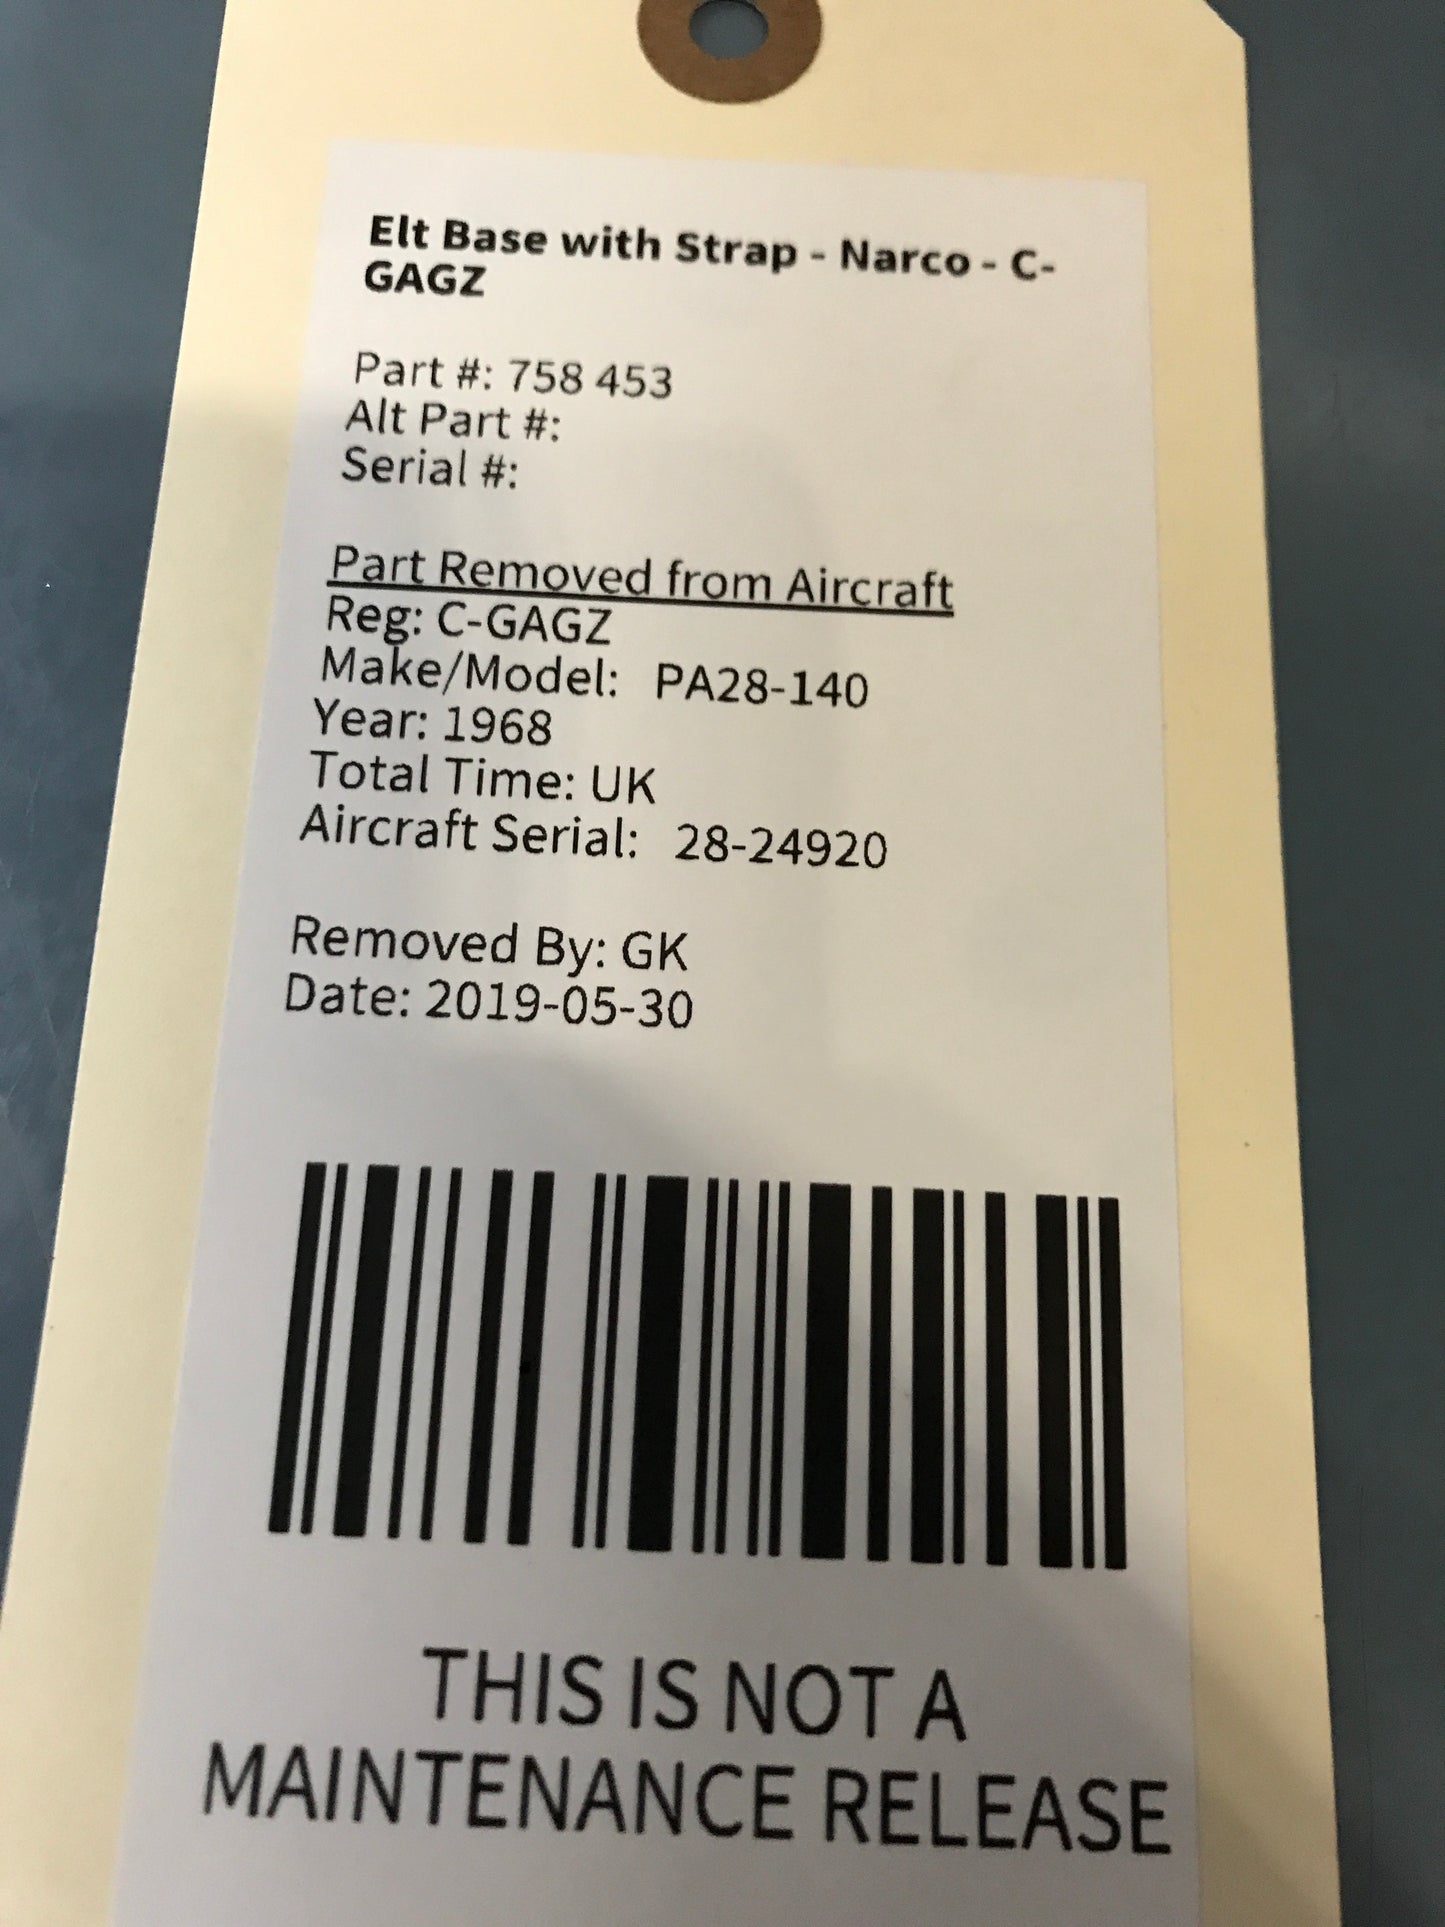 Elt Base with Strap - Narco - C-
GAGZ
Part #: 758 453
Alt Part #:
Serial #:
Part Removed from Aircraft
Reg: C-GAGZ
Make/Model: PA28-140
Year: 1968
Total Time: UK
Aircraft Serial: 28-24920
Removed By: GK
Date: 2019-05-30
THIS IS NOT A
MAINTENANCE RELEASE